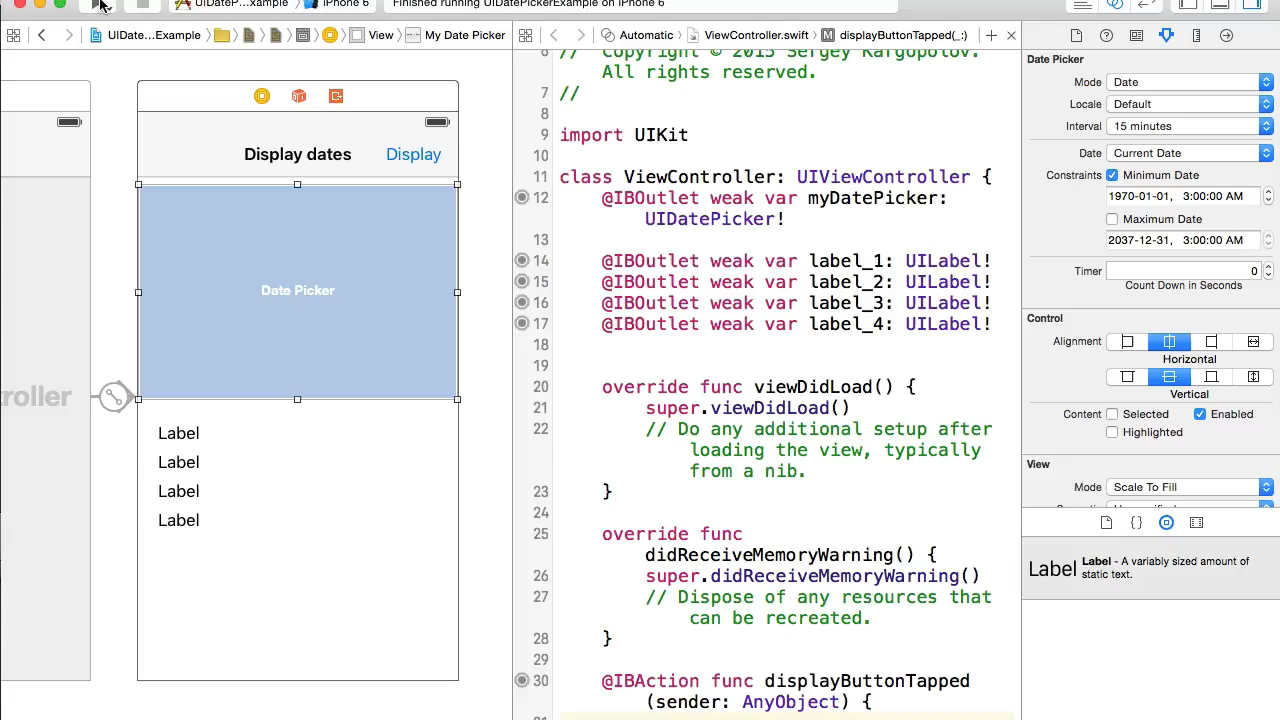 UIDateP...xample iPhone 6 Finished running UIDatePickerExample on iPhone 6
UIDate...Example View My Date Picker
Automatic ViewController.swift displayButtonTapped(_:)
Display dates Display
Date Picker
roller
Label
Label
Label
Label
6 // Copyright © 2015 Sergey Kargopolov.
All rights reserved.
7 //
8
9 import UIKit
10
11 class ViewController: UIViewController {
12 @IBOutlet weak var myDatePicker:
UIDatePicker!
13
14 @IBOutlet weak var label_1: UILabel!
15 @IBOutlet weak var label_2: UILabel!
16 @IBOutlet weak var label_3: UILabel!
17 @IBOutlet weak var label_4: UILabel!
18
19
20 override func viewDidLoad() {
21 super.viewDidLoad()
22 // Do any additional setup after
loading the view, typically
from a nib.
23 }
24
25 override func
didReceiveMemoryWarning() {
26 super.didReceiveMemoryWarning()
27 // Dispose of any resources that
can be recreated.
28 }
29
30 @IBAction func displayButtonTapped
(sender: AnyObject) {
Date Picker
Mode Date
Locale Default
Interval 15 minutes
Date Current Date
Constraints Minimum Date
1970-01-01, 3:00:00 AM
Maximum Date
2037-12-31, 3:00:00 AM
Timer 0
Count Down in Seconds
Control
Alignment
Horizontal
Vertical
Content Selected Enabled
Highlighted
View
Mode Scale To Fill
Label Label - A variably sized amount of
static text.